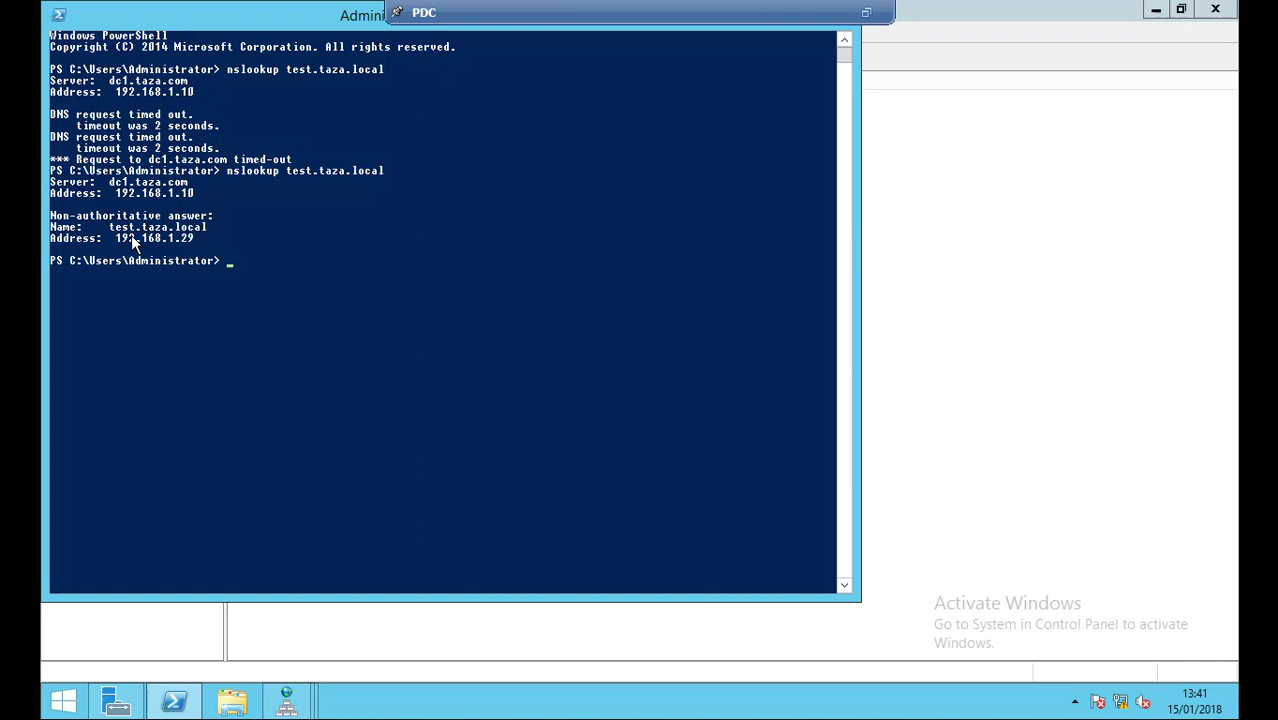 Admini
PDC
Windows PowerShell
Copyright (C) 2014 Microsoft Corporation. All rights reserved.
PS C:\Users\Administrator> nslookup test.taza.local
Server:  dc1.taza.com
Address:  192.168.1.10
DNS request timed out.
    timeout was 2 seconds.
DNS request timed out.
    timeout was 2 seconds.
*** Request to dc1.taza.com timed-out
PS C:\Users\Administrator> nslookup test.taza.local
Server:  dc1.taza.com
Address:  192.168.1.10
Non-authoritative answer:
Name:    test.taza.local
Address:  192.168.1.29
PS C:\Users\Administrator>
Activate Windows
Go to System in Control Panel to activate
Windows.
13:41
15/01/2018